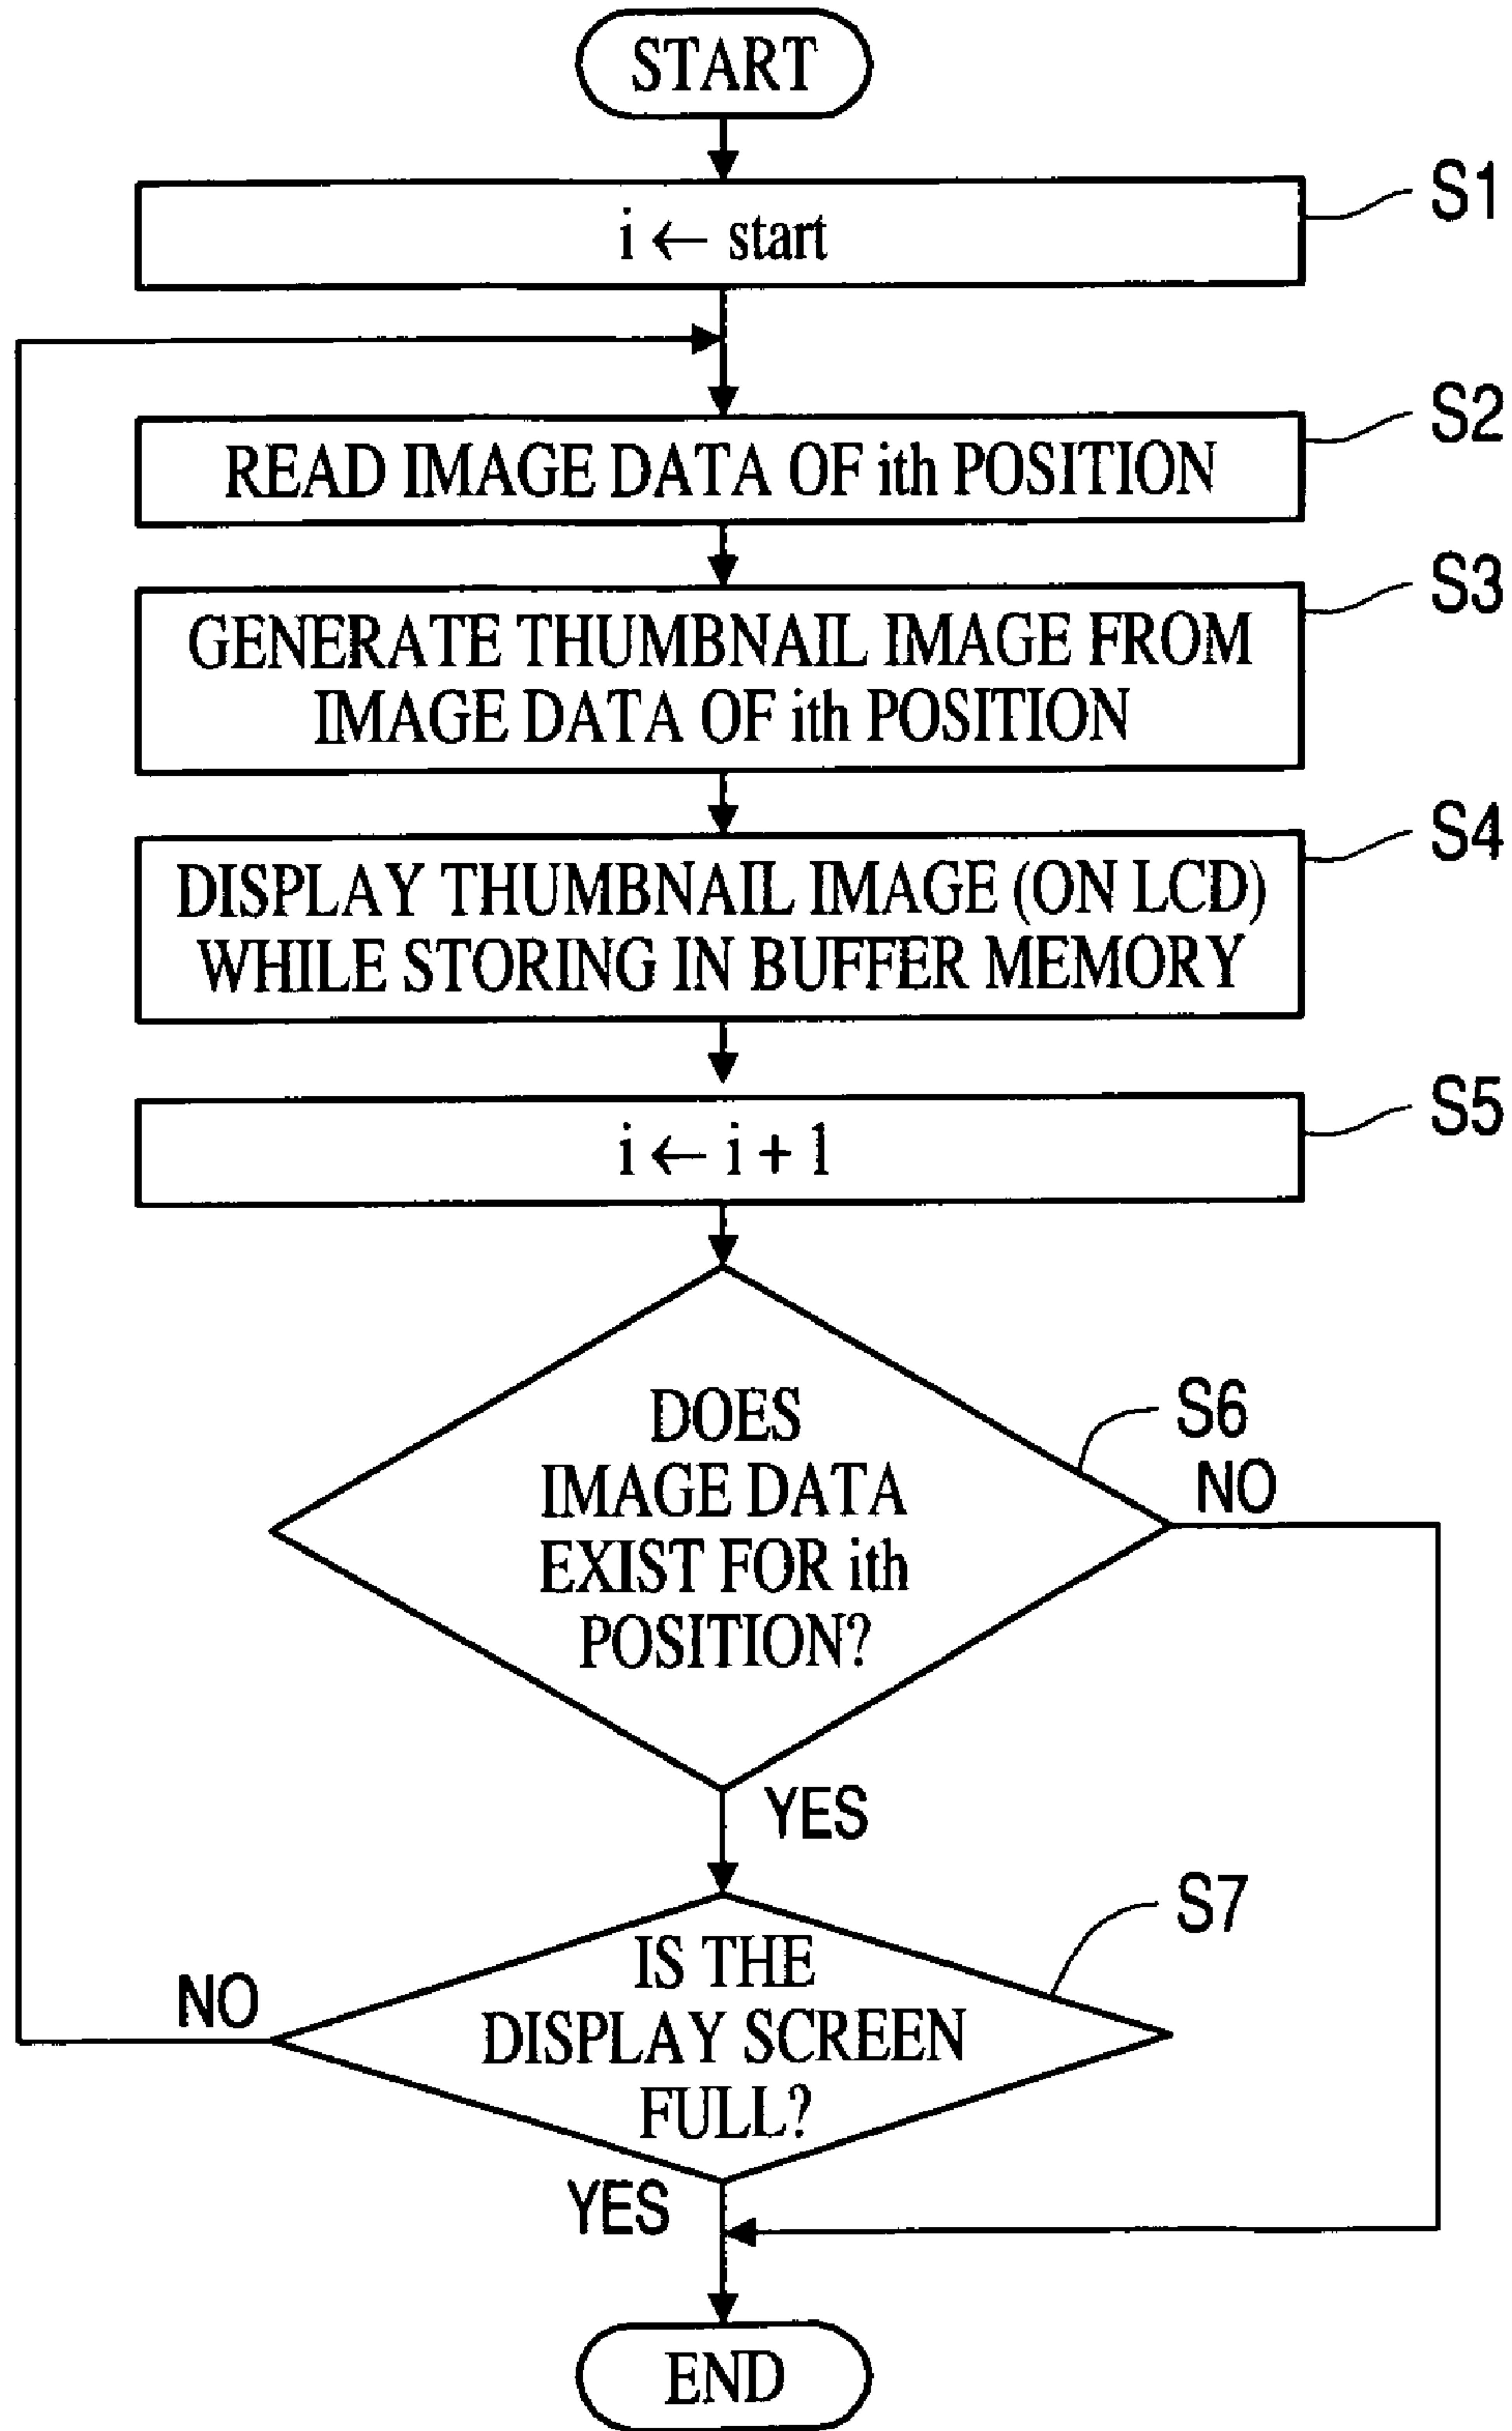 START
i ← start
S1
READ IMAGE DATA OF ith POSITION
S2
GENERATE THUMBNAIL IMAGE FROM
IMAGE DATA OF ith POSITION
S3
DISPLAY THUMBNAIL IMAGE (ON LCD)
WHILE STORING IN BUFFER MEMORY
S4
i ← i + 1
S5
DOES
IMAGE DATA
EXIST FOR ith
POSITION?
S6
NO
YES
IS THE
DISPLAY SCREEN
FULL?
S7
NO
YES
END